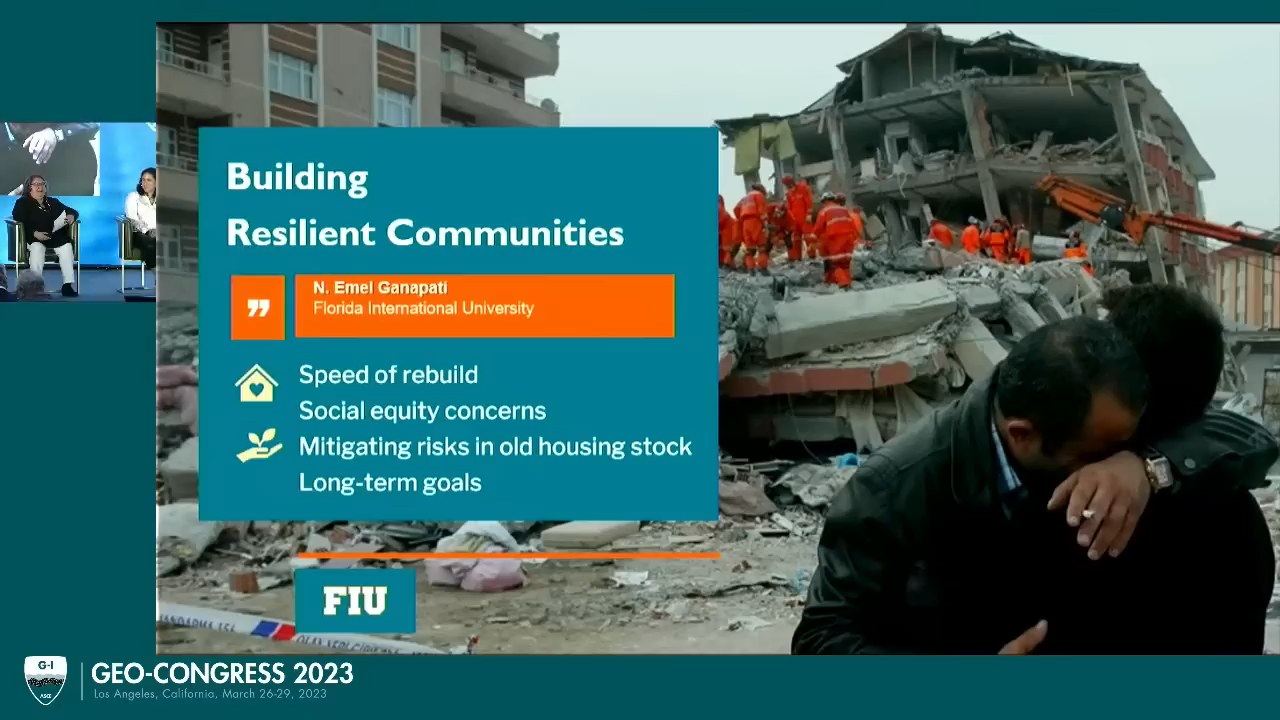 Building
Resilient Communities
N. Emel Ganapati
Florida International University
Speed of rebuild
Social equity concerns
Mitigating risks in old housing stock
Long-term goals
FIU
G-I
ASCE
GEO-CONGRESS 2023
Los Angeles, California, March 26-29, 2023